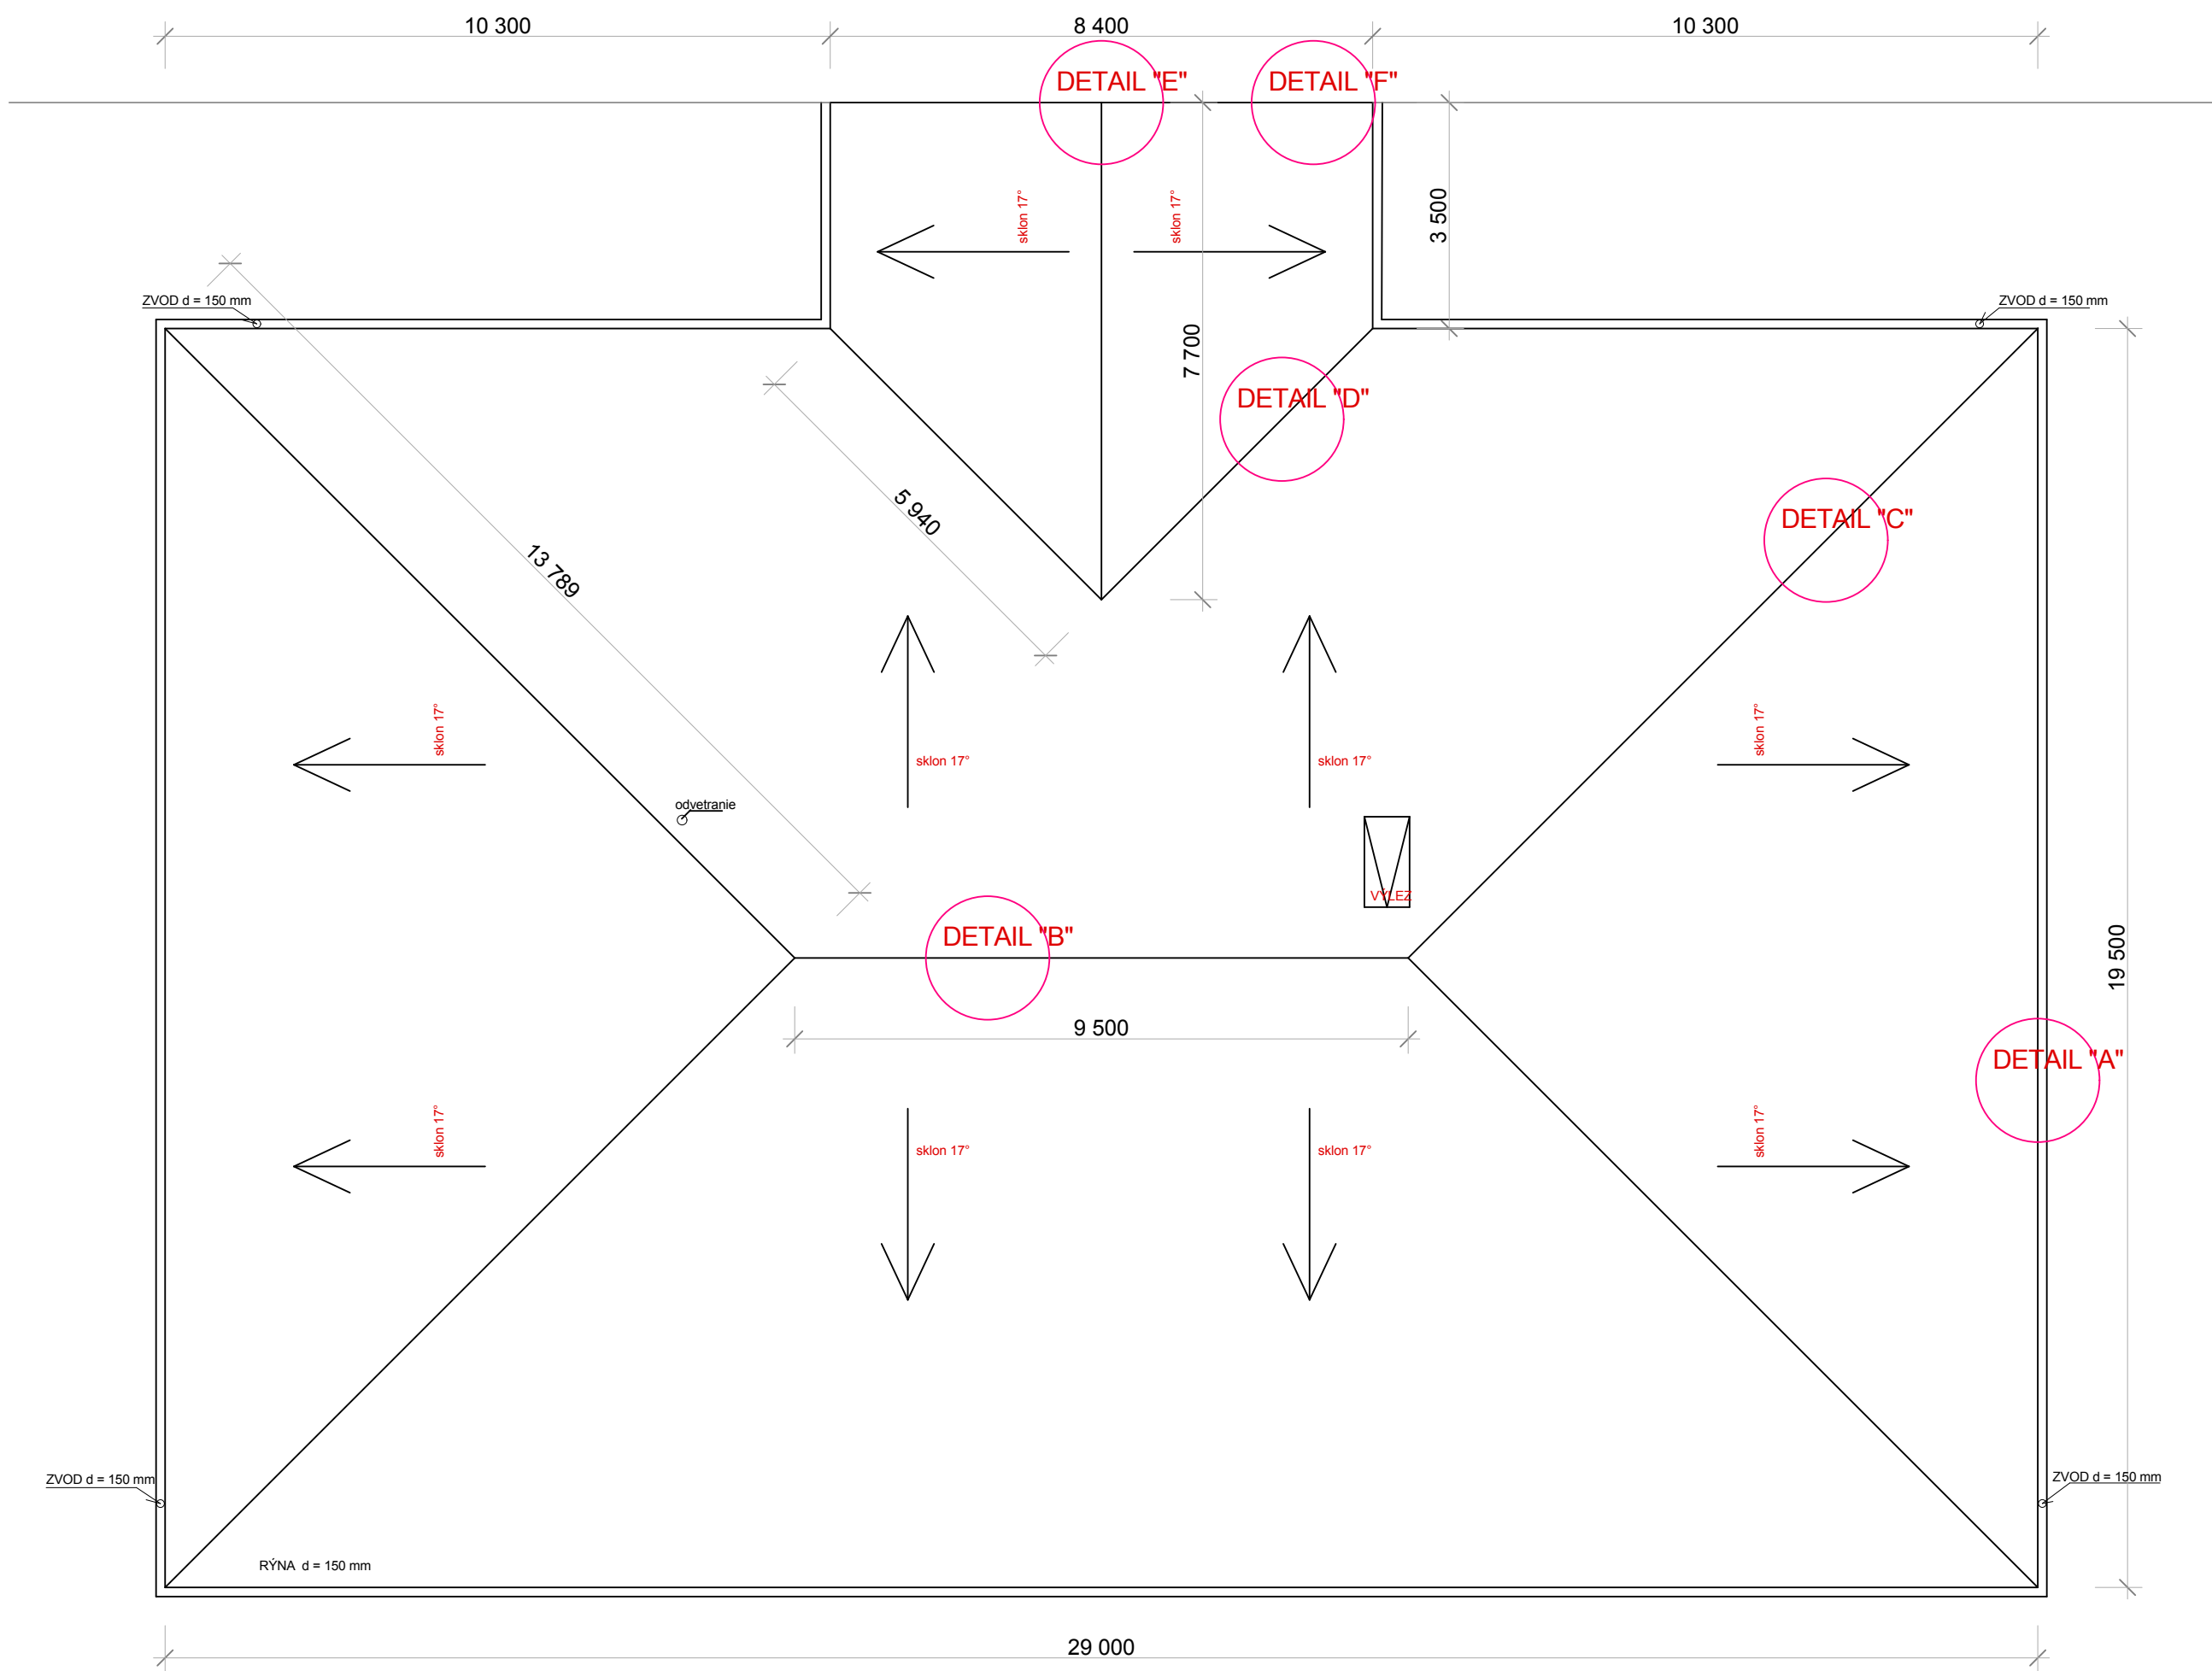 10 300
8 400
10 300
DETAIL "E"
DETAIL "F"
sklon 17°
sklon 17°
3 500
ZVOD d = 150 mm
ZVOD d = 150 mm
7 700
DETAIL "D"
5 940
DETAIL "C"
13 789
sklon 17°
sklon 17°
sklon 17°
sklon 17°
odvetranie
VÝLEZ
DETAIL "B"
19 500
9 500
DETAIL "A"
sklon 17°
sklon 17°
sklon 17°
sklon 17°
ZVOD d = 150 mm
ZVOD d = 150 mm
RÝNA d = 150 mm
29 000